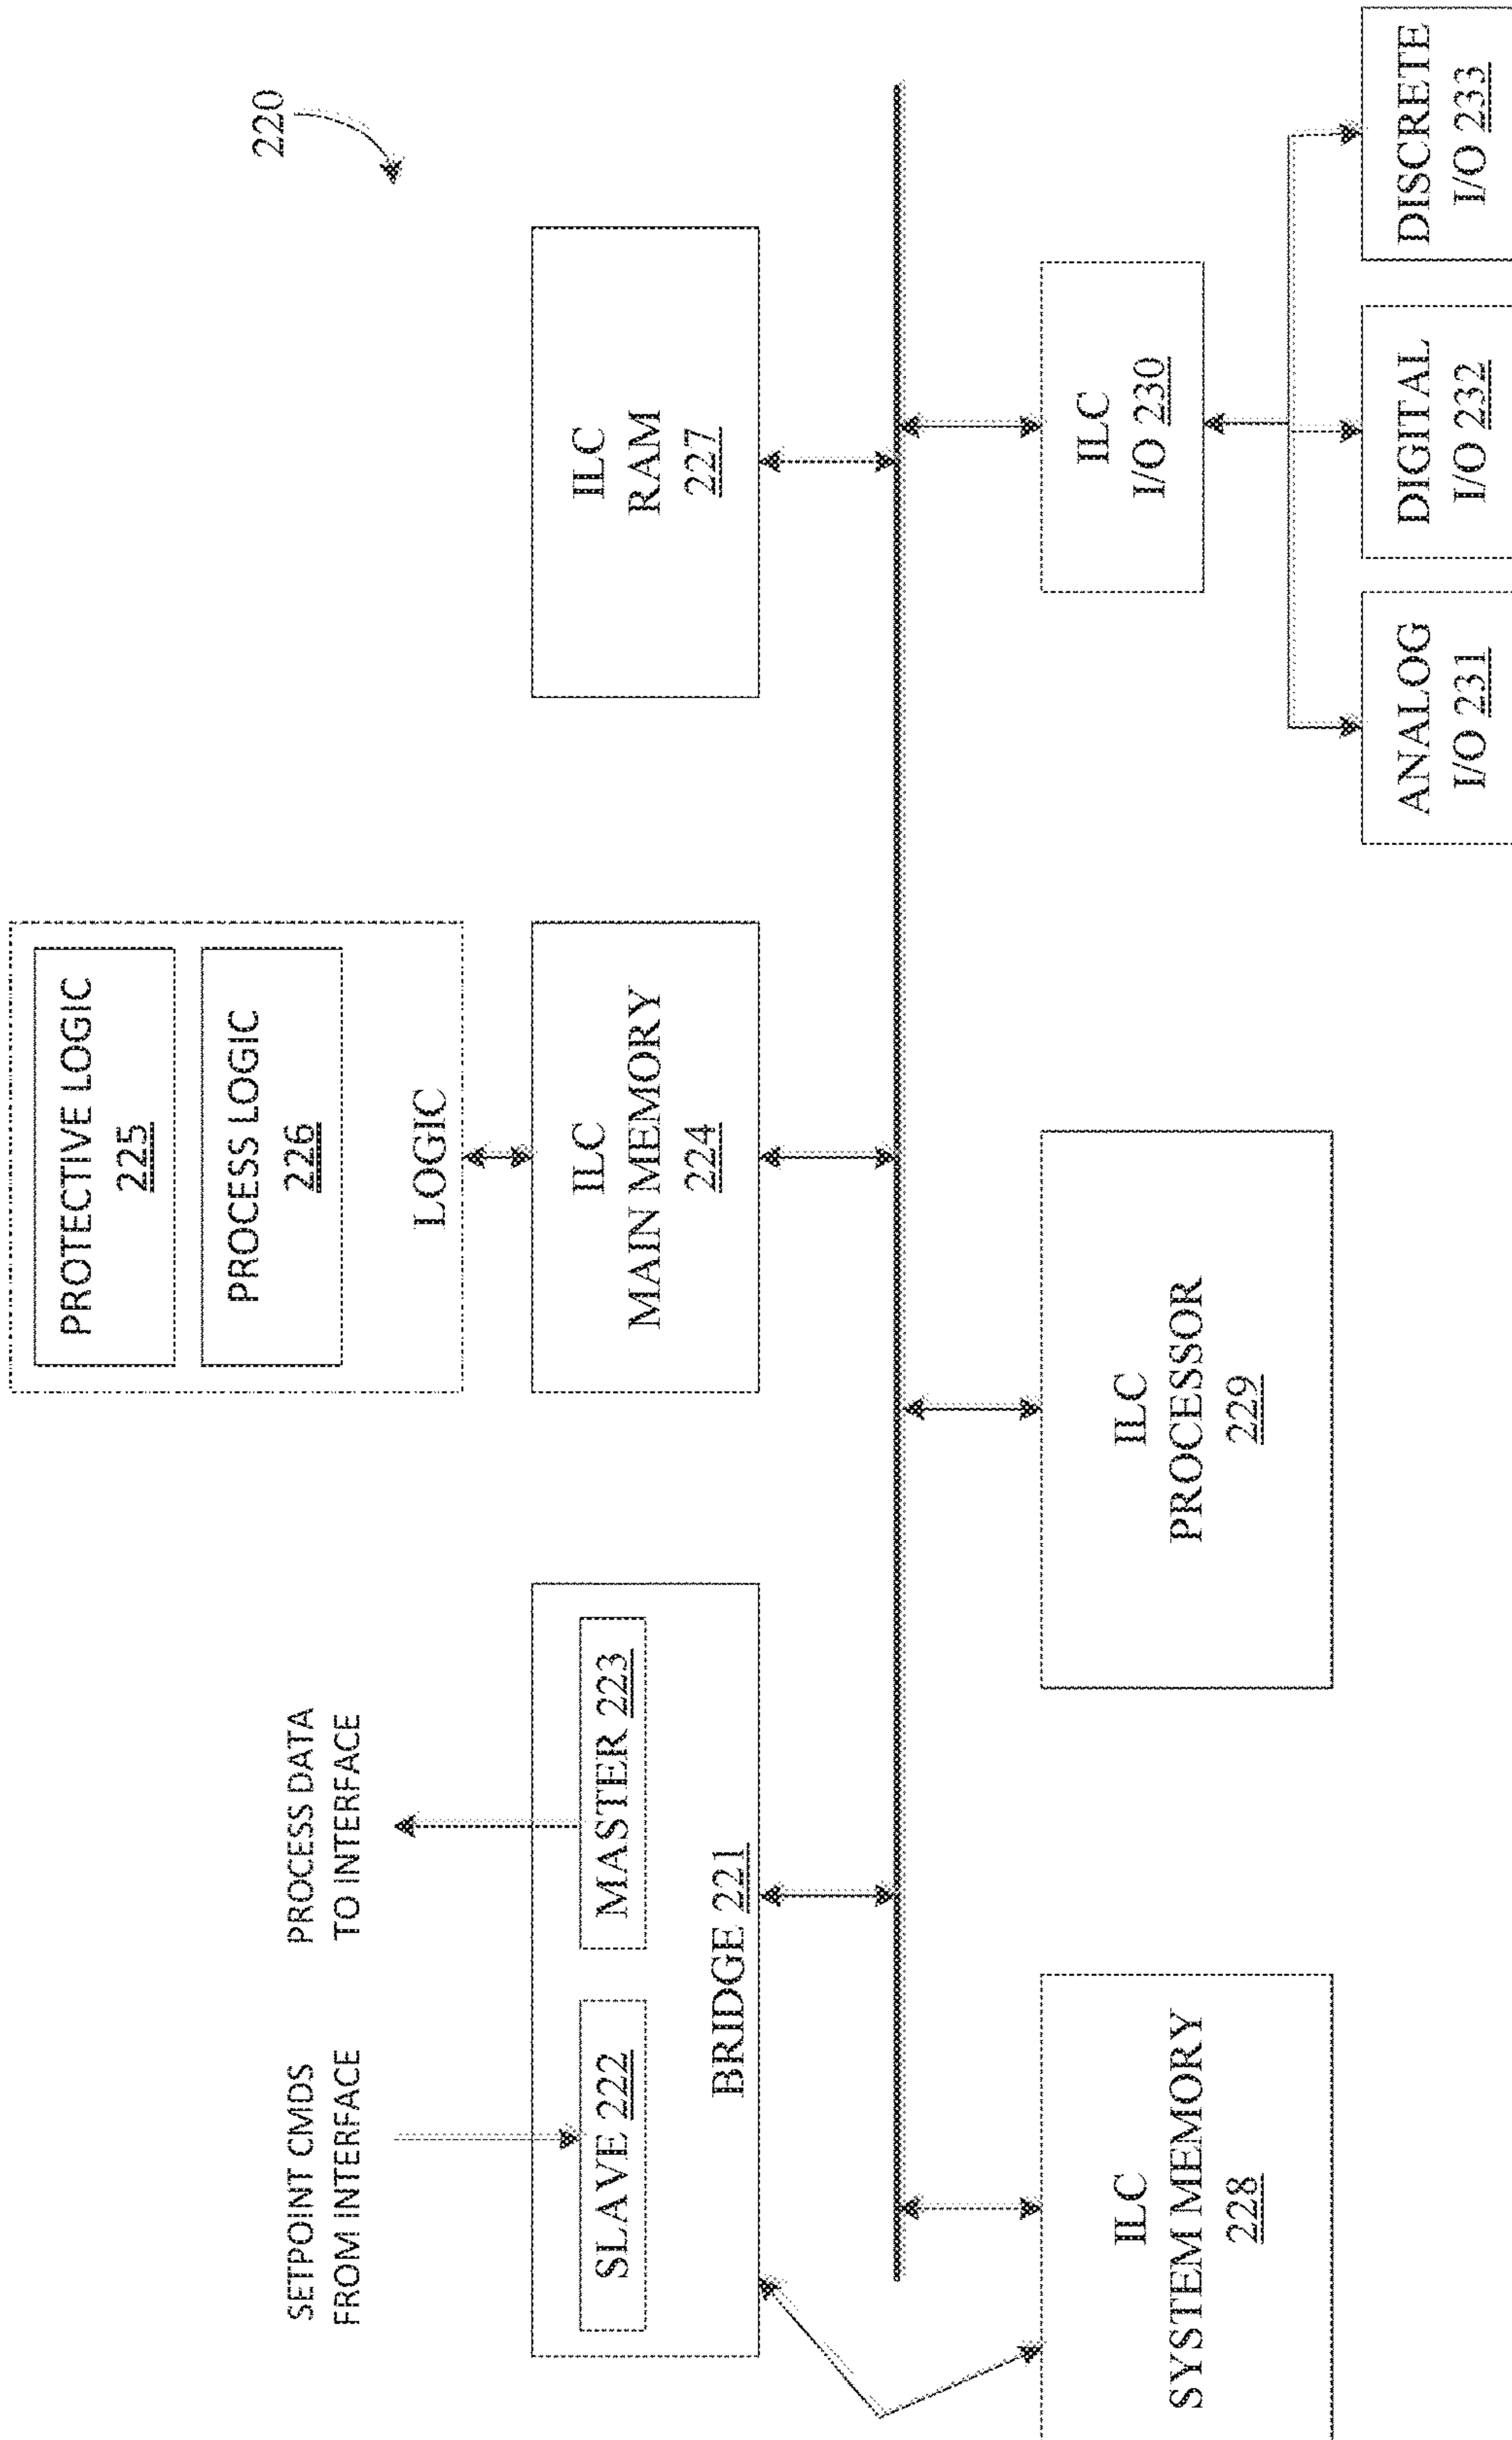 220
SETPOINT CMDS
FROM INTERFACE
PROCESS DATA
TO INTERFACE
PROTECTIVE LOGIC
225
PROCESS LOGIC
226
LOGIC
SLAVE 222
MASTER 223
BRIDGE 221
ILC
MAIN MEMORY
224
ILC
RAM
227
ILC
SYSTEM MEMORY
228
ILC
PROCESSOR
229
ILC
I/O 230
ANALOG
I/O 231
DIGITAL
I/O 232
DISCRETE
I/O 233